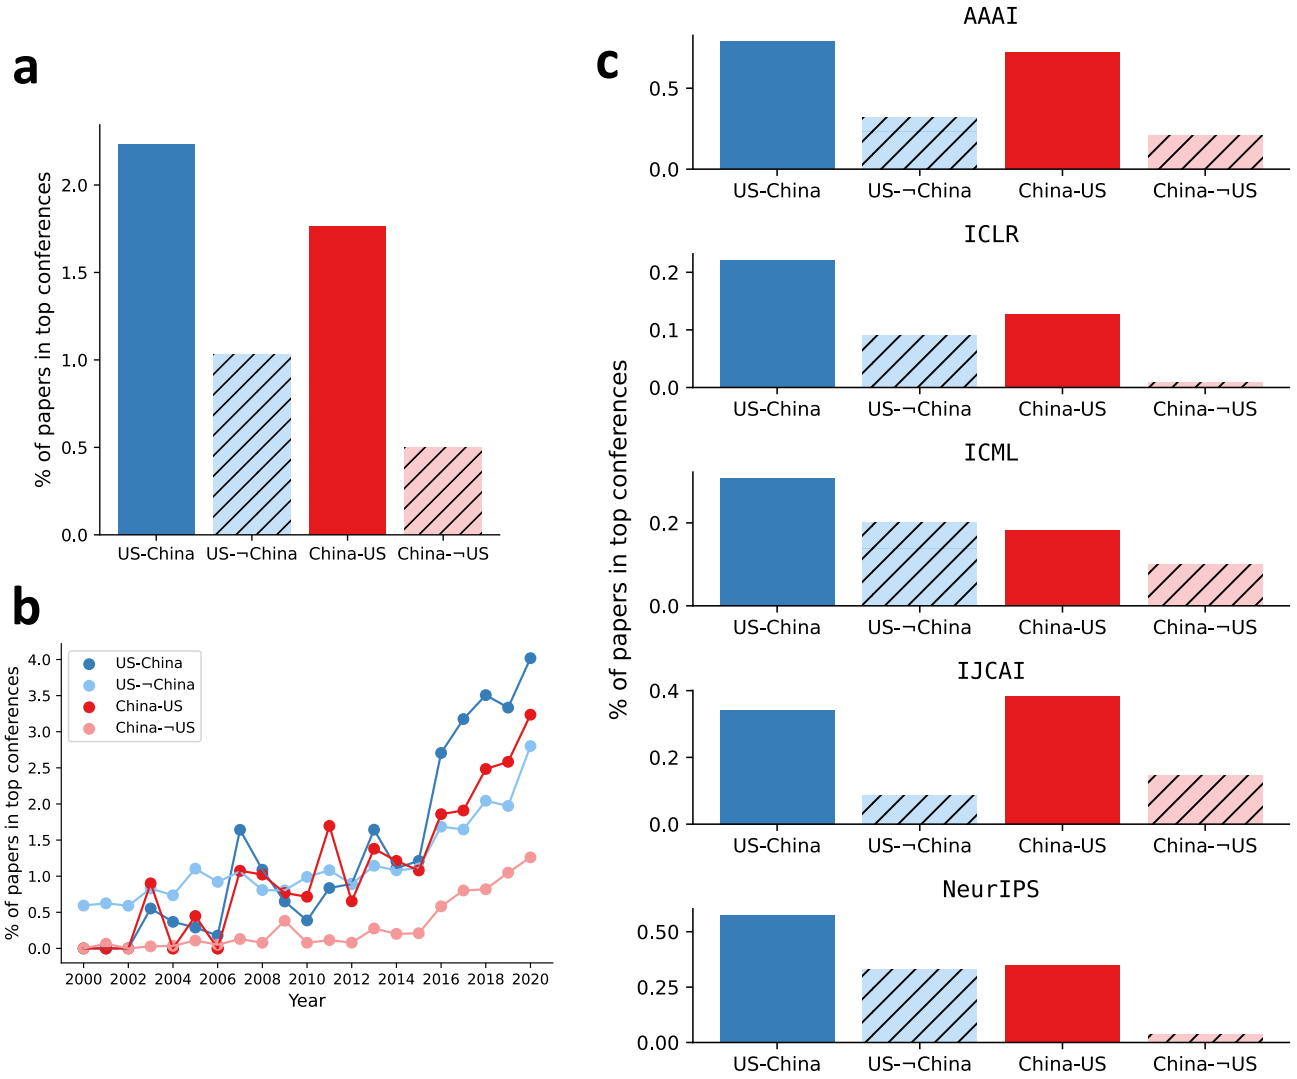 a
% of papers in top conferences
2.0
1.5
1.0
0.5
0.0
US-China US-¬China China-US China-¬US
b
% of papers in top conferences
4.0
3.5
3.0
2.5
2.0
1.5
1.0
0.5
0.0
US-China
US-¬China
China-US
China-¬US
2000 2002 2004 2006 2008 2010 2012 2014 2016 2018 2020
Year
c
% of papers in top conferences
AAAI
0.5
0.0
US-China US-¬China China-US China-¬US
ICLR
0.2
0.1
0.0
US-China US-¬China China-US China-¬US
ICML
0.2
0.0
US-China US-¬China China-US China-¬US
IJCAI
0.4
0.2
0.0
US-China US-¬China China-US China-¬US
NeurIPS
0.50
0.25
0.00
US-China US-¬China China-US China-¬US